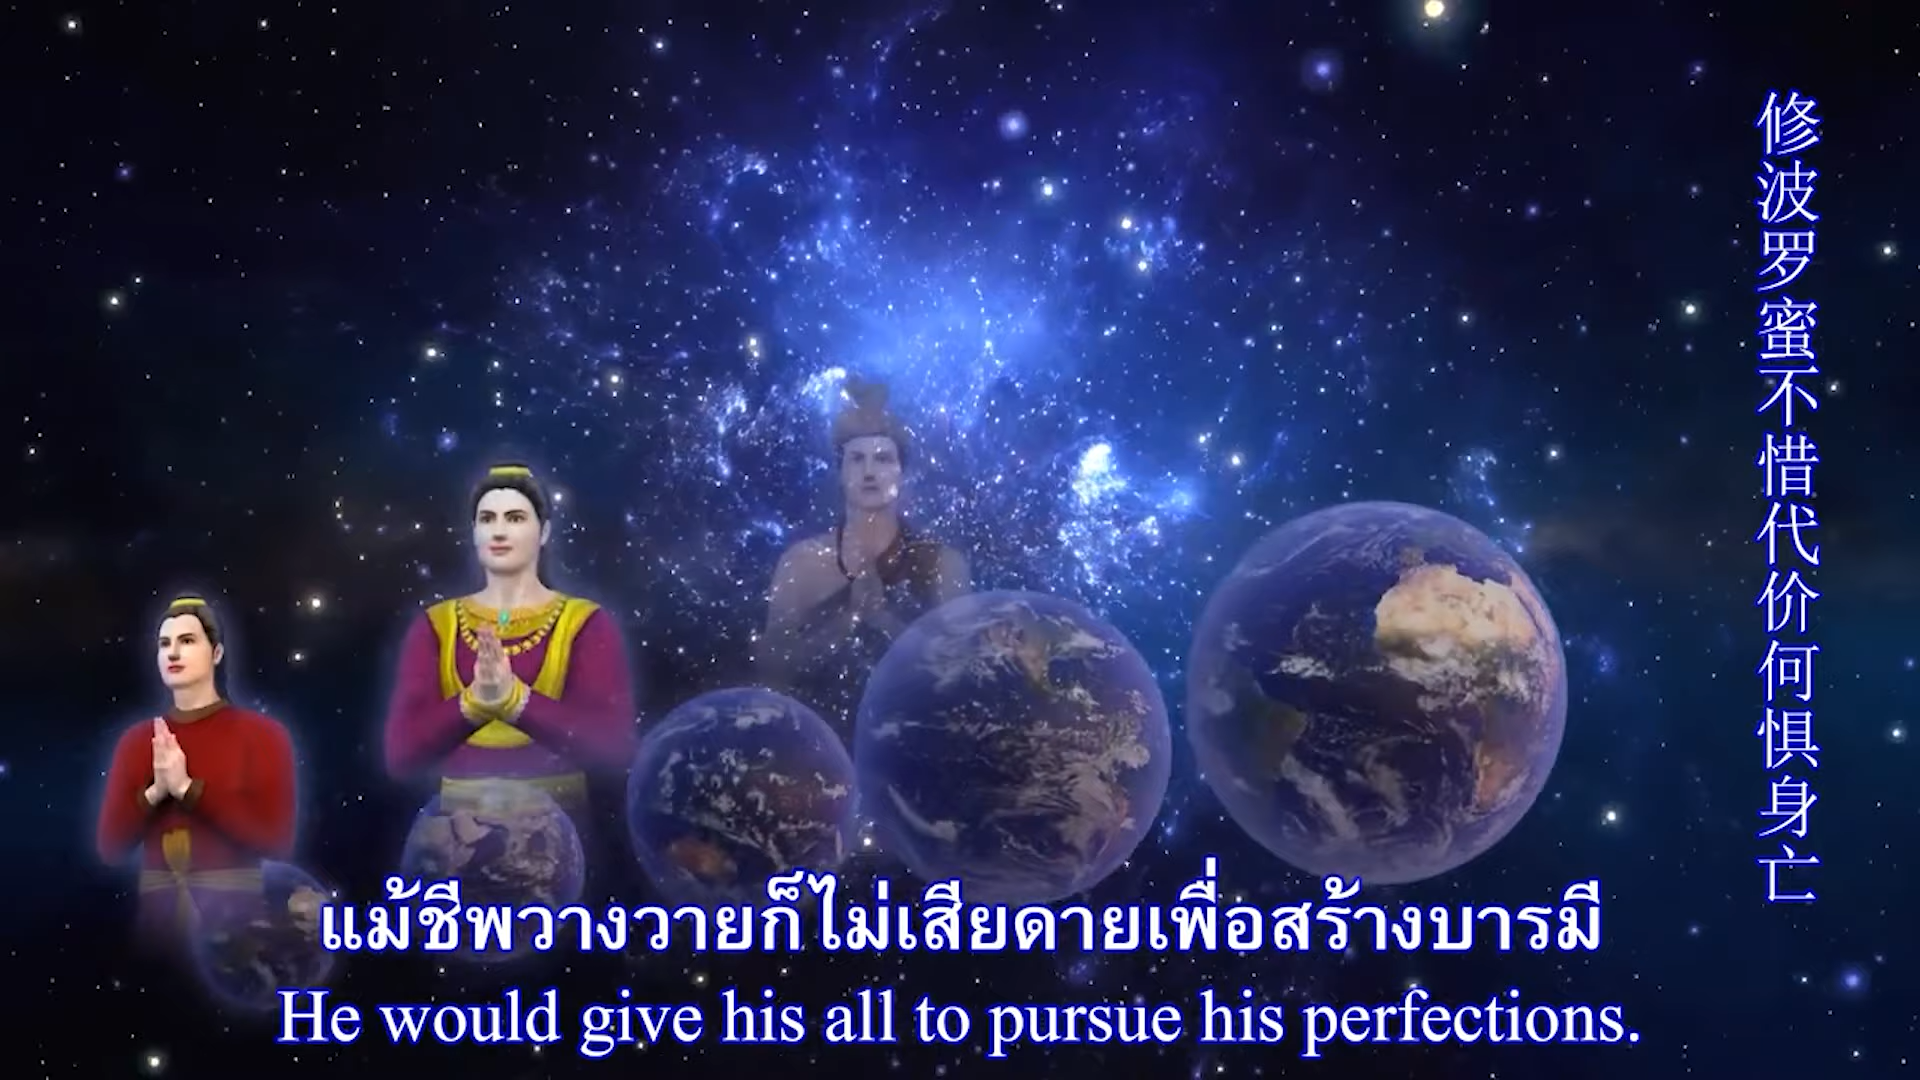 修波罗蜜不惜代价何惧身亡
แม้ชีพวางวายก็ไม่เสียดายเพื่อสร้างบารมี
He would give his all to pursue his perfections.